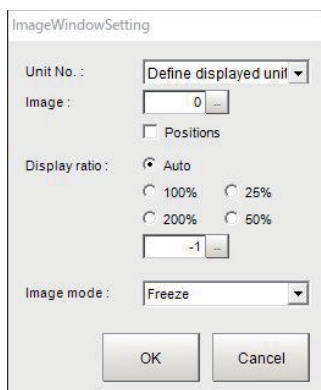 ImageWindowSetting
Unit No. : Define displayed unit
Image : 0 ...
Positions
Display ratio : Auto
100% 25%
200% 50%
-1 ...
Image mode : Freeze
OK Cancel